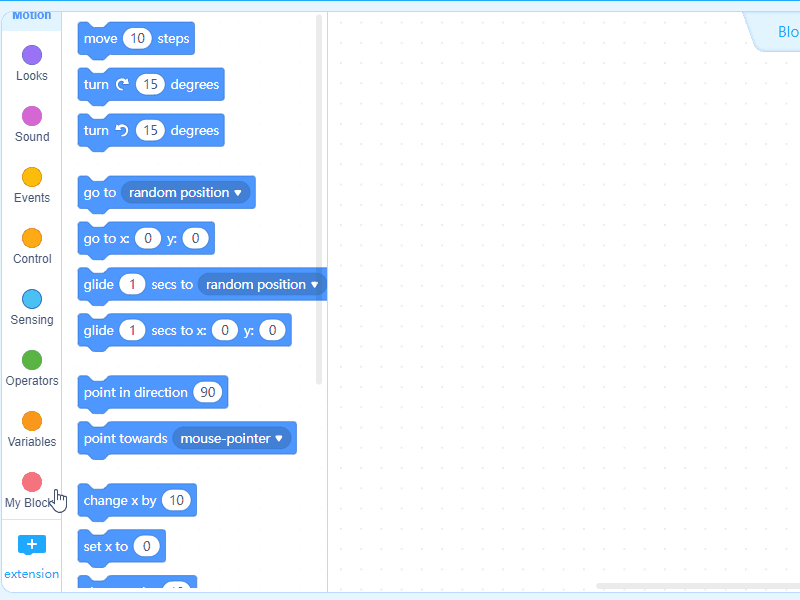 Motion
Looks
Sound
Events
Control
Sensing
Operators
Variables
My Block
extension
move 10 steps
turn 15 degrees
turn 15 degrees
go to random position
go to x: 0 y: 0
glide 1 secs to random position
glide 1 secs to x: 0 y: 0
point in direction 90
point towards mouse-pointer
change x by 10
set x to 0
Blo